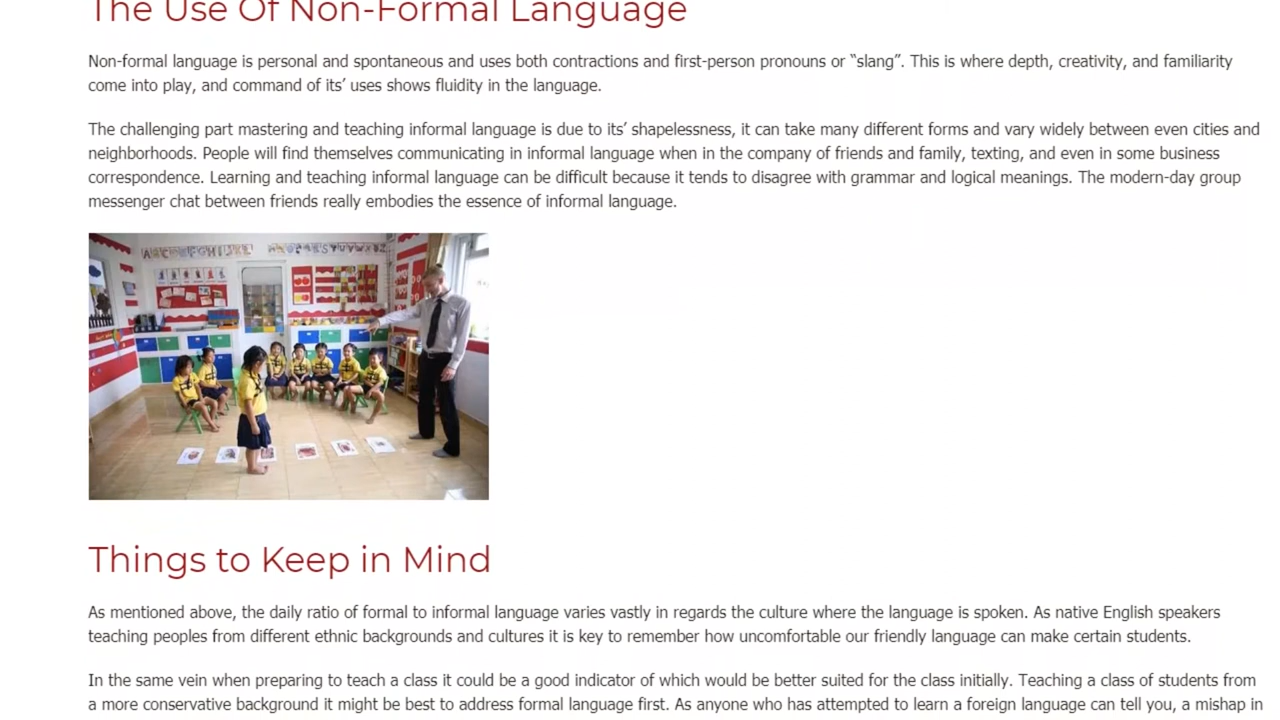 The Use Of Non-Formal Language
Non-formal language is personal and spontaneous and uses both contractions and first-person pronouns or “slang”. This is where depth, creativity, and familiarity
come into play, and command of its’ uses shows fluidity in the language.
The challenging part mastering and teaching informal language is due to its’ shapelessness, it can take many different forms and vary widely between even cities and
neighborhoods. People will find themselves communicating in informal language when in the company of friends and family, texting, and even in some business
correspondence. Learning and teaching informal language can be difficult because it tends to disagree with grammar and logical meanings. The modern-day group
messenger chat between friends really embodies the essence of informal language.
Things to Keep in Mind
As mentioned above, the daily ratio of formal to informal language varies vastly in regards the culture where the language is spoken. As native English speakers
teaching peoples from different ethnic backgrounds and cultures it is key to remember how uncomfortable our friendly language can make certain students.
In the same vein when preparing to teach a class it could be a good indicator of which would be better suited for the class initially. Teaching a class of students from
a more conservative background it might be best to address formal language first. As anyone who has attempted to learn a foreign language can tell you, a mishap in